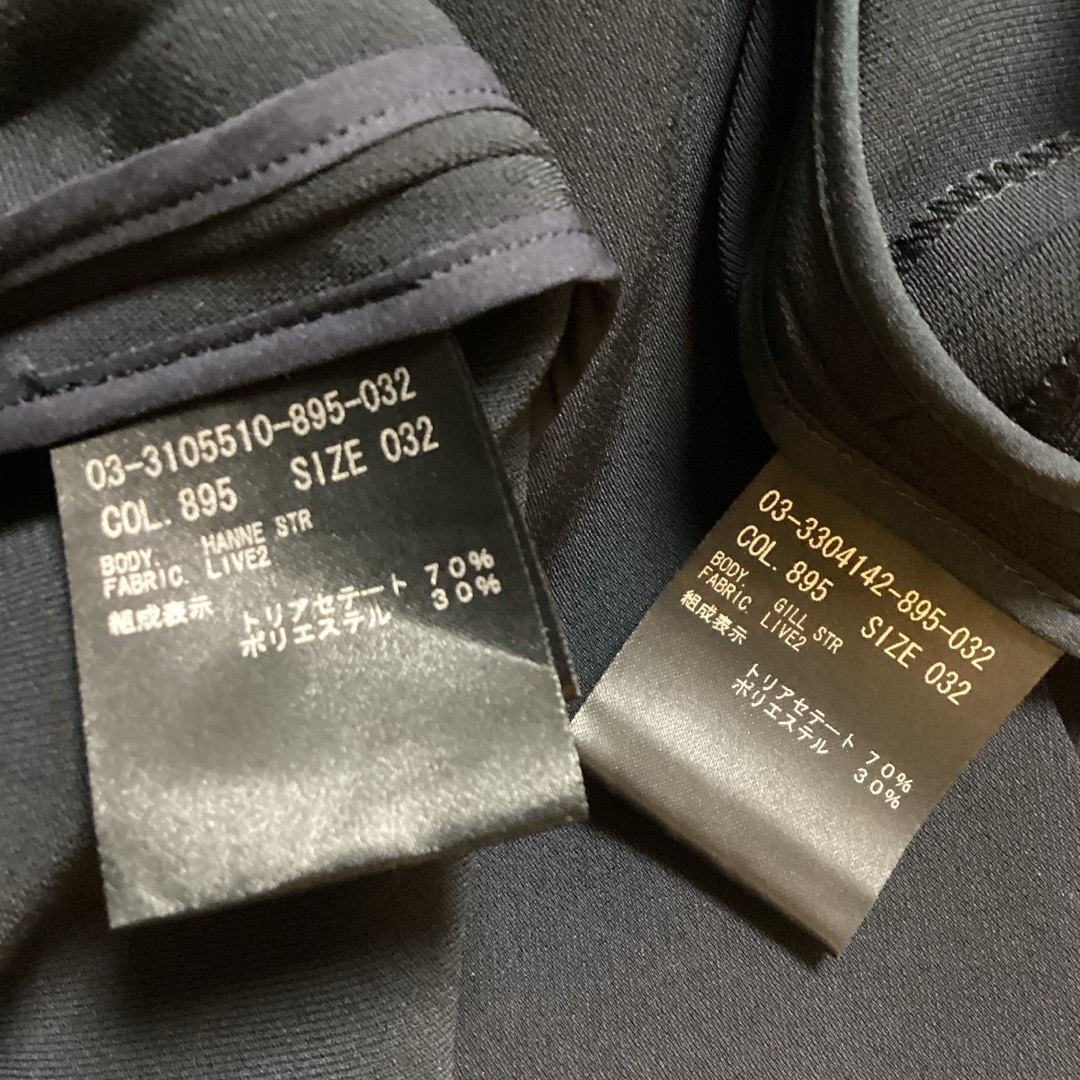 03-3105510-895-032
COL. 895 SIZE 032
BODY. HANNE STR
FABRIC. LIVE2
組成表示 トリアセテート 70%
ポリエステル 30%
03-3304142-895-032
COL. 895 SIZE 032
BODY. GILL STR
FABRIC. LIVE2
組成表示
トリアセテート 70%
ポリエステル 30%